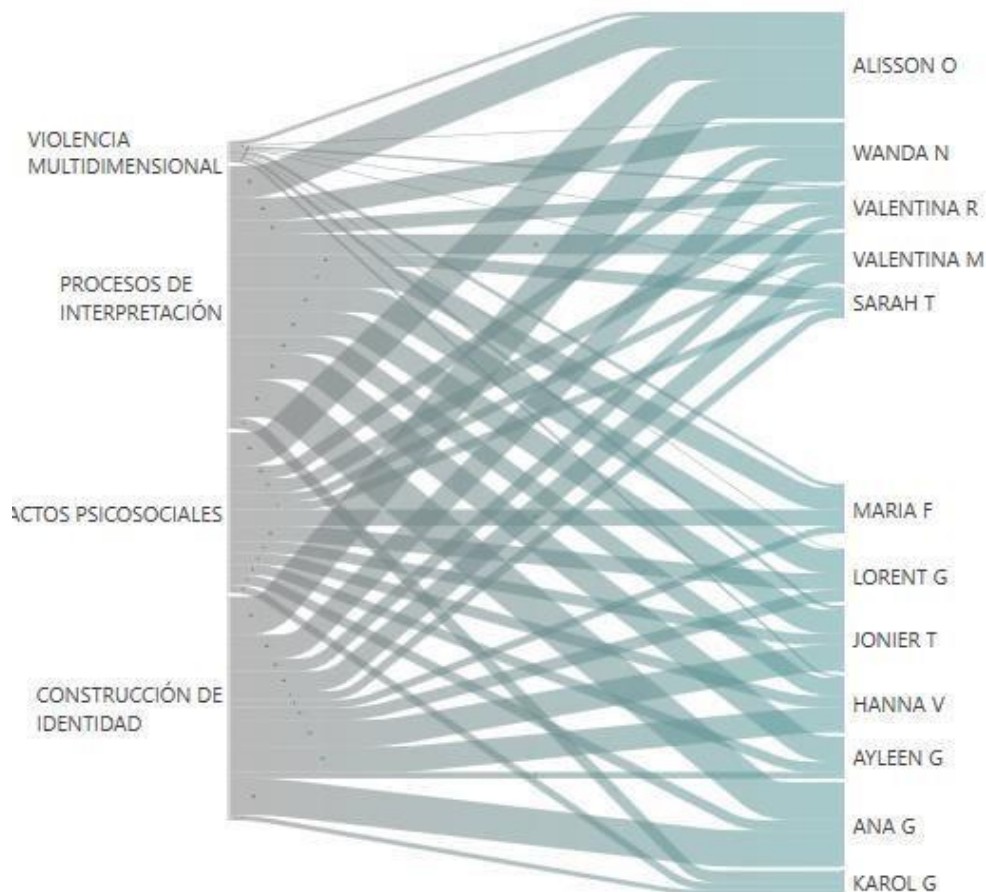 VIOLENCIA
MULTIDIMENSIONAL
PROCESOS DE
INTERPRETACIÓN
ACTOS PSICOSOCIALES
CONSTRUCCIÓN DE
IDENTIDAD
ALISSON O
WANDA N
VALENTINA R
VALENTINA M
SARAH T
MARIA F
LORENT G
JONIER T
HANNA V
AYLEEN G
ANA G
KAROL G